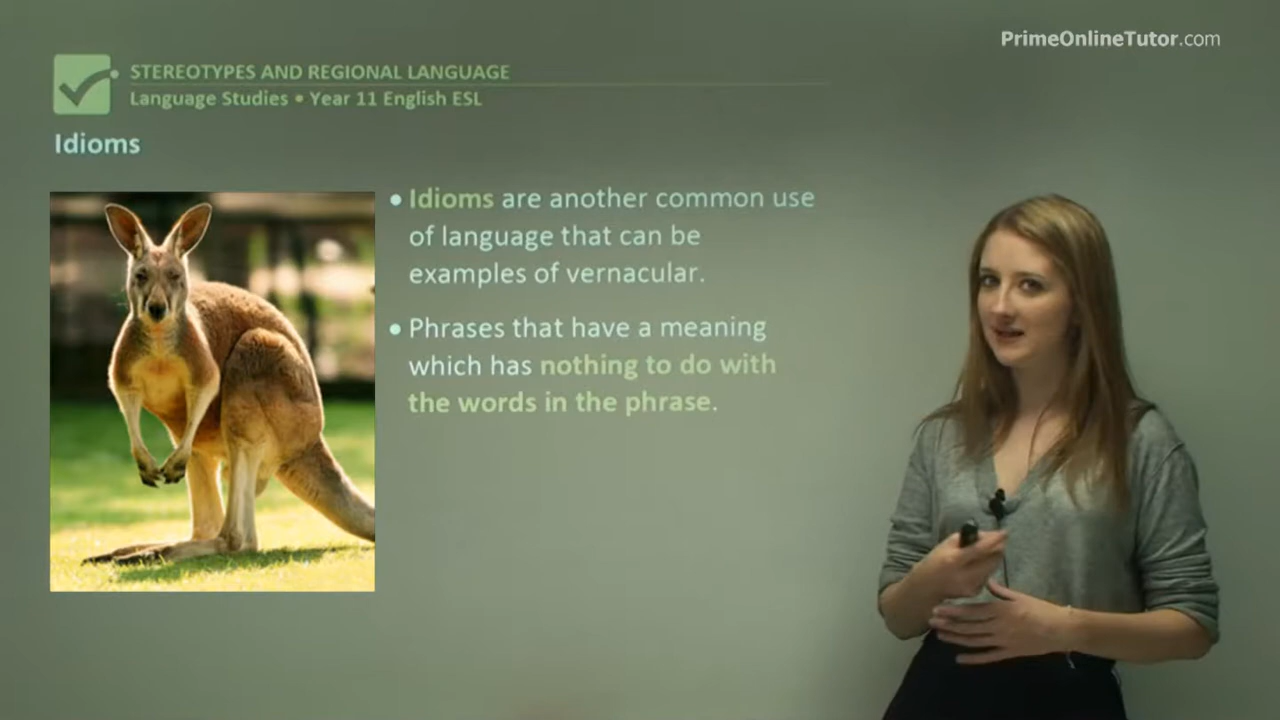 PrimeOnlineTutor.com
STEREOTYPES AND REGIONAL LANGUAGE
Language Studies • Year 11 English ESL
Idioms
• Idioms are another common use
of language that can be
examples of vernacular.
• Phrases that have a meaning
which has nothing to do with
the words in the phrase.